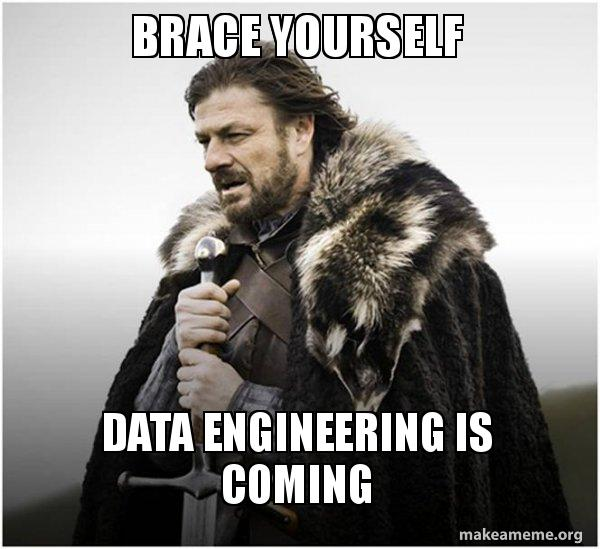 BRACE YOURSELF
DATA ENGINEERING IS
COMING
makeameme.org